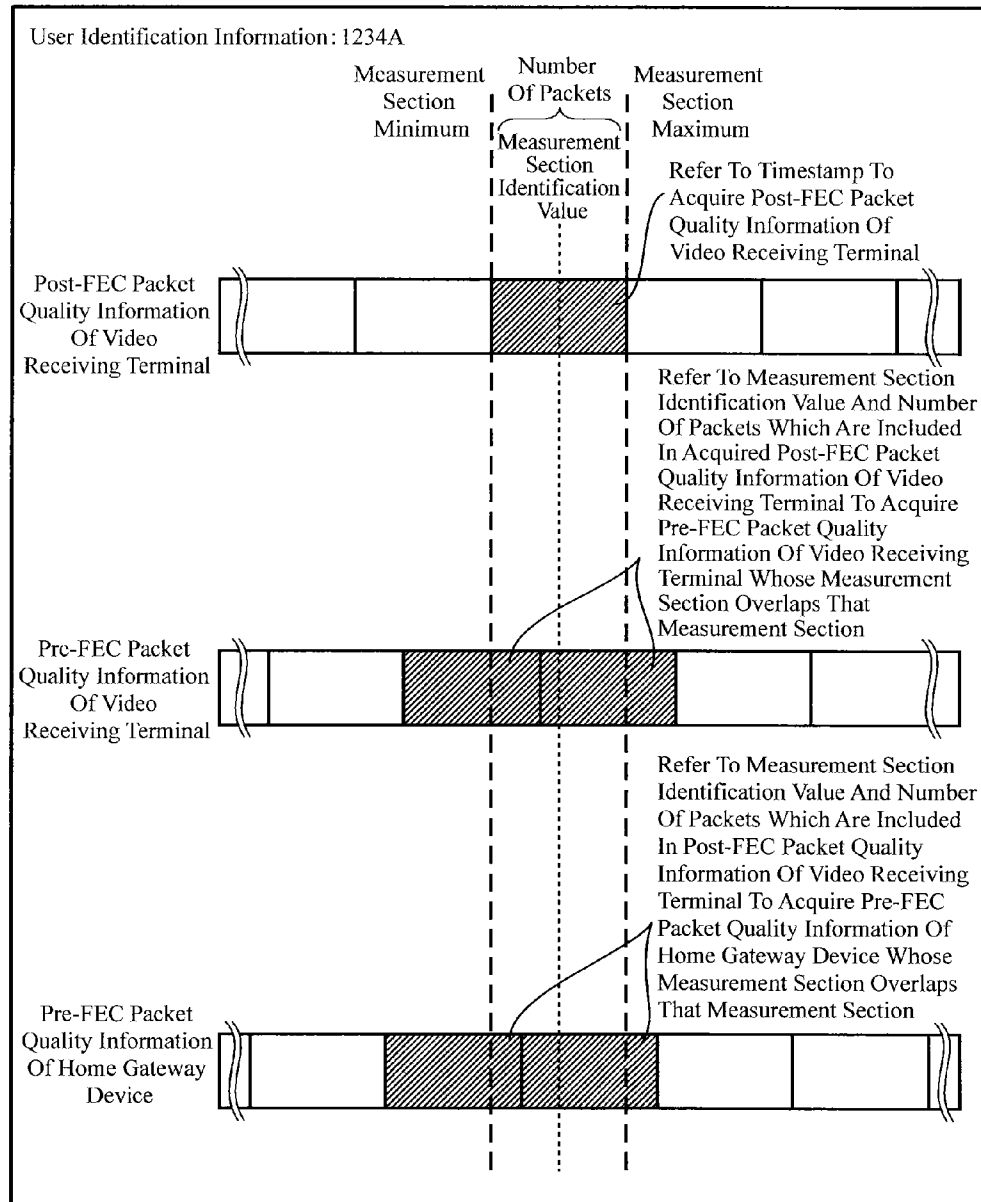 User Identification Information: 1234A
Measurement
Section
Minimum
Number
Of Packets
Measurement
Section
Maximum
Measurement
Section
Identification
Value
Refer To Timestamp To
Acquire Post-FEC Packet
Quality Information Of
Video Receiving Terminal
Post-FEC Packet
Quality Information
Of Video
Receiving Terminal
Refer To Measurement Section
Identification Value And Number
Of Packets Which Are Included
In Acquired Post-FEC Packet
Quality Information Of Video
Receiving Terminal To Acquire
Pre-FEC Packet Quality
Information Of Video Receiving
Terminal Whose Measurement
Section Overlaps That
Measurement Section
Pre-FEC Packet
Quality Information
Of Video
Receiving Terminal
Refer To Measurement Section
Identification Value And Number
Of Packets Which Are Included
In Post-FEC Packet Quality
Information Of Video Receiving
Terminal To Acquire Pre-FEC
Packet Quality Information Of
Home Gateway Device Whose
Measurement Section Overlaps
That Measurement Section
Pre-FEC Packet
Quality Information
Of Home Gateway
Device